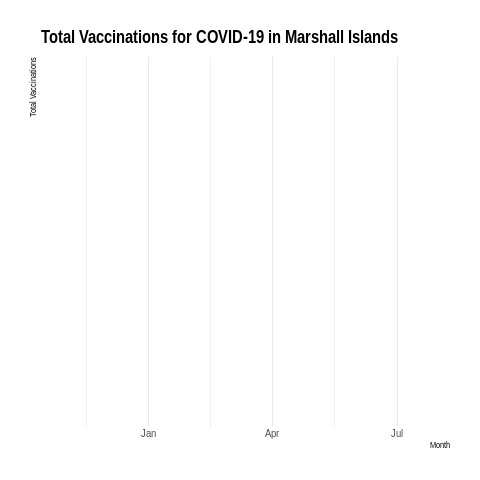 Total Vaccinations for COVID-19 in Marshall Islands
Total Vaccinations
Jan
Apr
Jul
Month